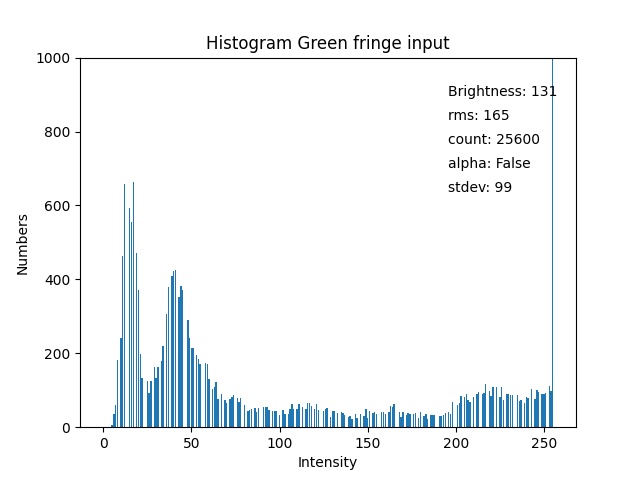 Histogram Green fringe input
1000
800
600
400
200
0
Numbers
Brightness: 131
rms: 165
count: 25600
alpha: False
stdev: 99
0 50 100 150 200 250
Intensity